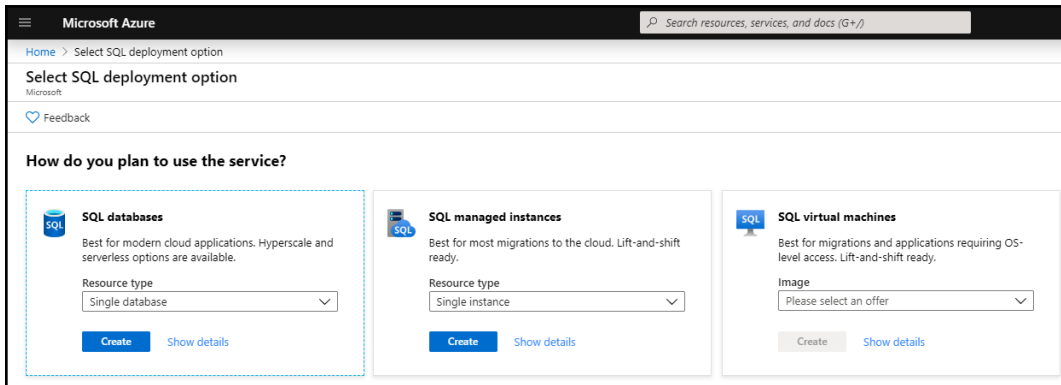 Microsoft Azure
Search resources, services, and docs (G+/)
Home > Select SQL deployment option
Select SQL deployment option
Microsoft
Feedback
How do you plan to use the service?
SQL
SQL databases
Best for modern cloud applications. Hyperscale and
serverless options are available.
Resource type
Single database
Create
Show details
SQL
SQL managed instances
Best for most migrations to the cloud. Lift-and-shift
ready.
Resource type
Single instance
Create
Show details
SQL
SQL virtual machines
Best for migrations and applications requiring OS-
level access. Lift-and-shift ready.
Image
Please select an offer
Create
Show details